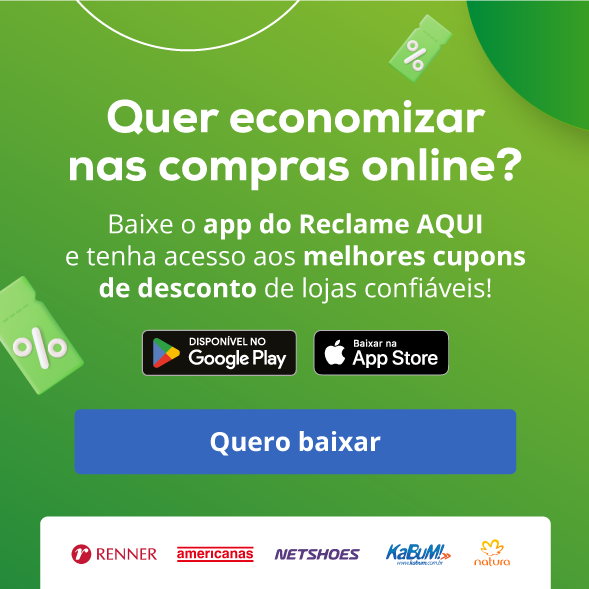 %
Quer economizar
nas compras online?
Baixe o app do Reclame AQUI
e tenha acesso aos melhores cupons
de desconto de lojas confiáveis!
%
DISPONÍVEL NO
Google Play
Baixar na
App Store
Quero baixar
r RENNER
americanas
NETSHOES
KaBuM!
www.kabum.com.br
natura